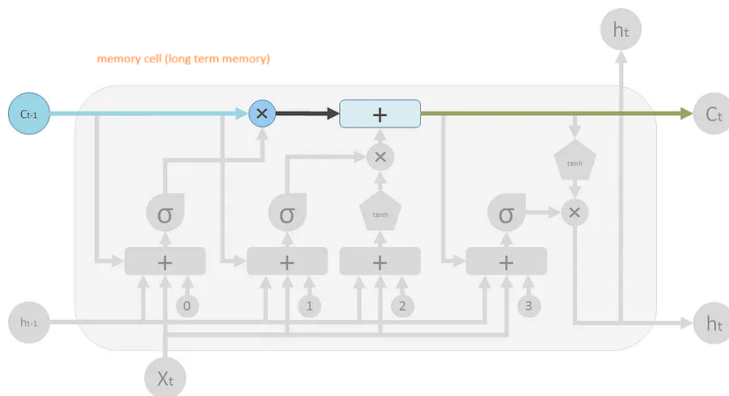 ht
memory cell (long term memory)
Ct-1
×
+
Ct
×
tanh
σ
σ
tanh
σ
×
+
+
+
+
0
1
2
3
ht-1
ht
Xt